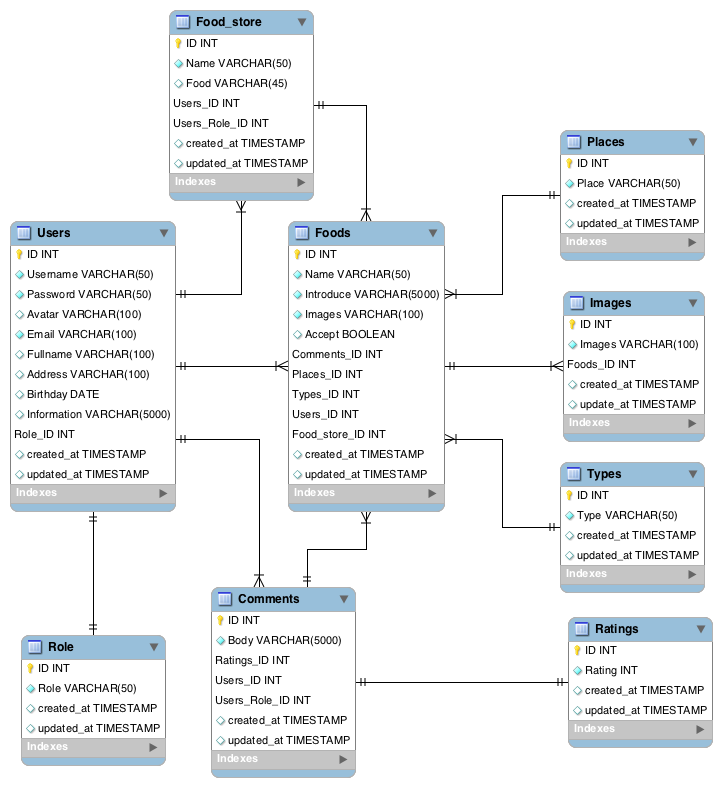 Food_store
ID INT
Name VARCHAR(50)
Food VARCHAR(45)
Users_ID INT
Users_Role_ID INT
created_at TIMESTAMP
updated_at TIMESTAMP
Indexes
Users
ID INT
Username VARCHAR(50)
Password VARCHAR(50)
Avatar VARCHAR(100)
Email VARCHAR(100)
Fullname VARCHAR(100)
Address VARCHAR(100)
Birthday DATE
Information VARCHAR(5000)
Role_ID INT
created_at TIMESTAMP
updated_at TIMESTAMP
Indexes
Foods
ID INT
Name VARCHAR(50)
Introduce VARCHAR(5000)
Images VARCHAR(100)
Accept BOOLEAN
Comments_ID INT
Places_ID INT
Types_ID INT
Users_ID INT
Food_store_ID INT
created_at TIMESTAMP
updated_at TIMESTAMP
Indexes
Places
ID INT
Place VARCHAR(50)
created_at TIMESTAMP
updated_at TIMESTAMP
Indexes
Images
ID INT
Images VARCHAR(100)
Foods_ID INT
created_at TIMESTAMP
update_at TIMESTAMP
Indexes
Types
ID INT
Type VARCHAR(50)
created_at TIMESTAMP
updated_at TIMESTAMP
Indexes
Role
ID INT
Role VARCHAR(50)
created_at TIMESTAMP
updated_at TIMESTAMP
Indexes
Comments
ID INT
Body VARCHAR(5000)
Ratings_ID INT
Users_ID INT
Users_Role_ID INT
created_at TIMESTAMP
updated_at TIMESTAMP
Indexes
Ratings
ID INT
Rating INT
created_at TIMESTAMP
updated_at TIMESTAMP
Indexes